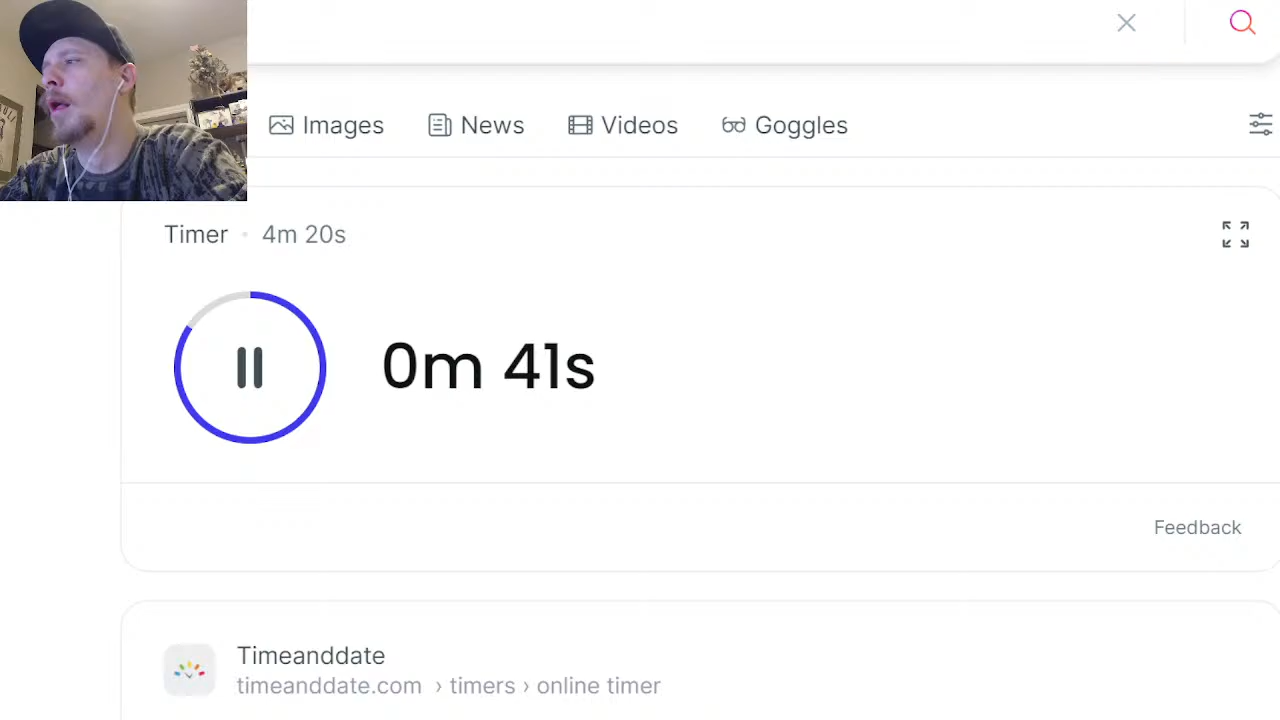 Images News Videos Goggles
Timer • 4m 20s
0m 41s
Feedback
Timeanddate
timeanddate.com › timers › online timer